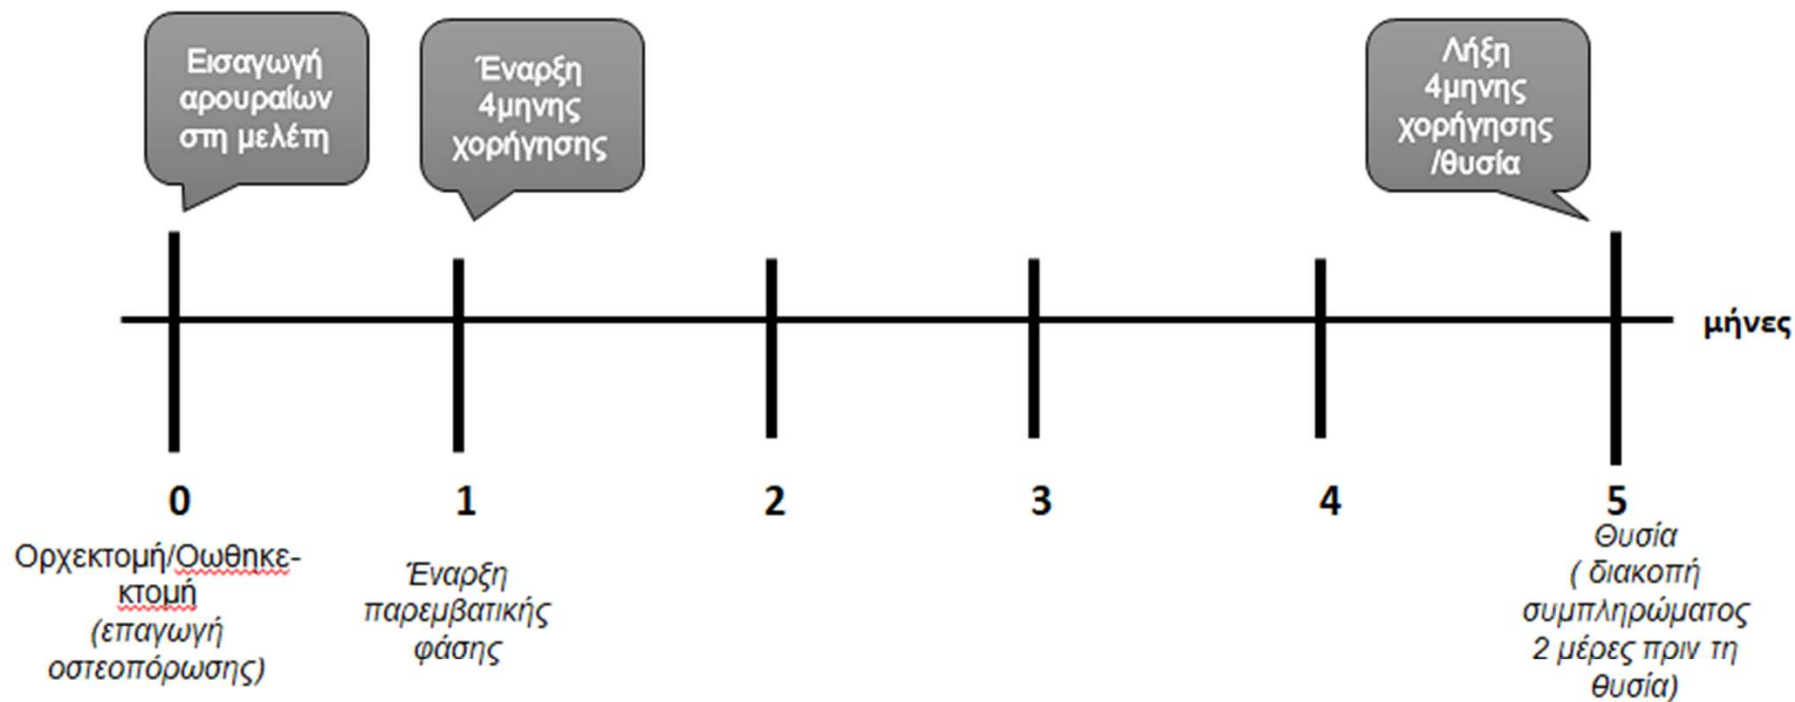 Εισαγωγή
αρουραίων
στη μελέτη
Έναρξη
4μηνης
χορήγησης
Λήξη
4μηνης
χορήγησης
/θυσία
μήνες
0
1
2
3
4
5
Ορχεκτομή/Ωοθηκε-
κτομή
(επαγωγή
οστεοπόρωσης)
Έναρξη
παρεμβατικής
φάσης
Θυσία
( διακοπή
συμπληρώματος
2 μέρες πριν τη
θυσία)